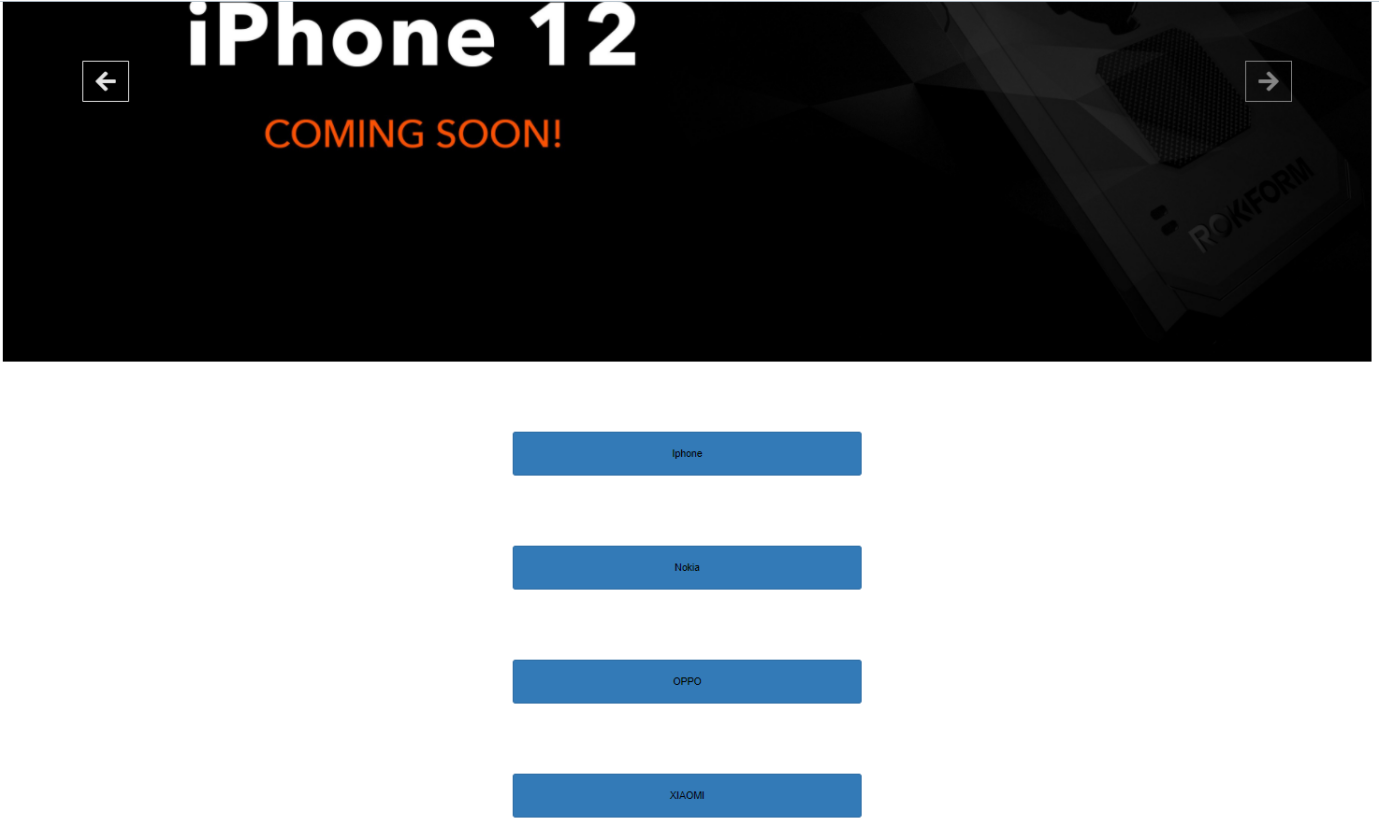 iPhone 12
COMING SOON!
ROKFORM
Iphone
Nokia
OPPO
XIAOMI